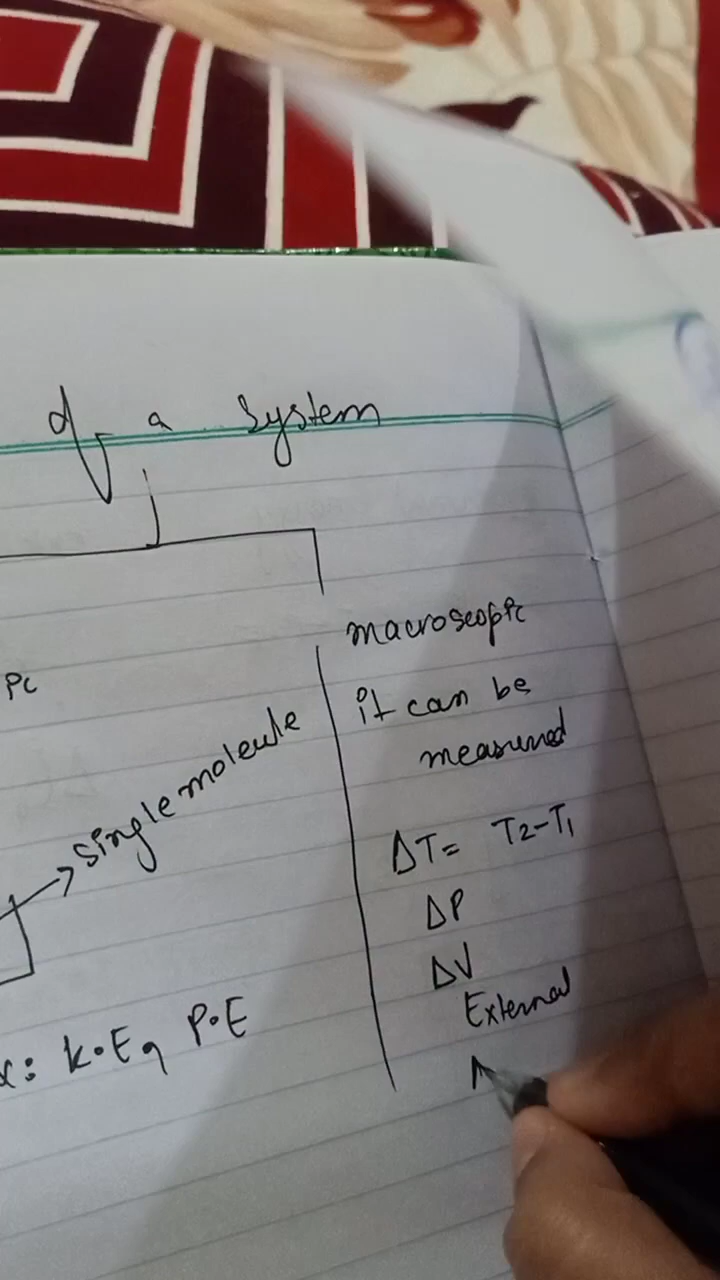 of a System
macroscopic
it can be
measured
ΔT= T2-T1
ΔP
ΔV
External
pc
single molecule
x: k.E, P.E